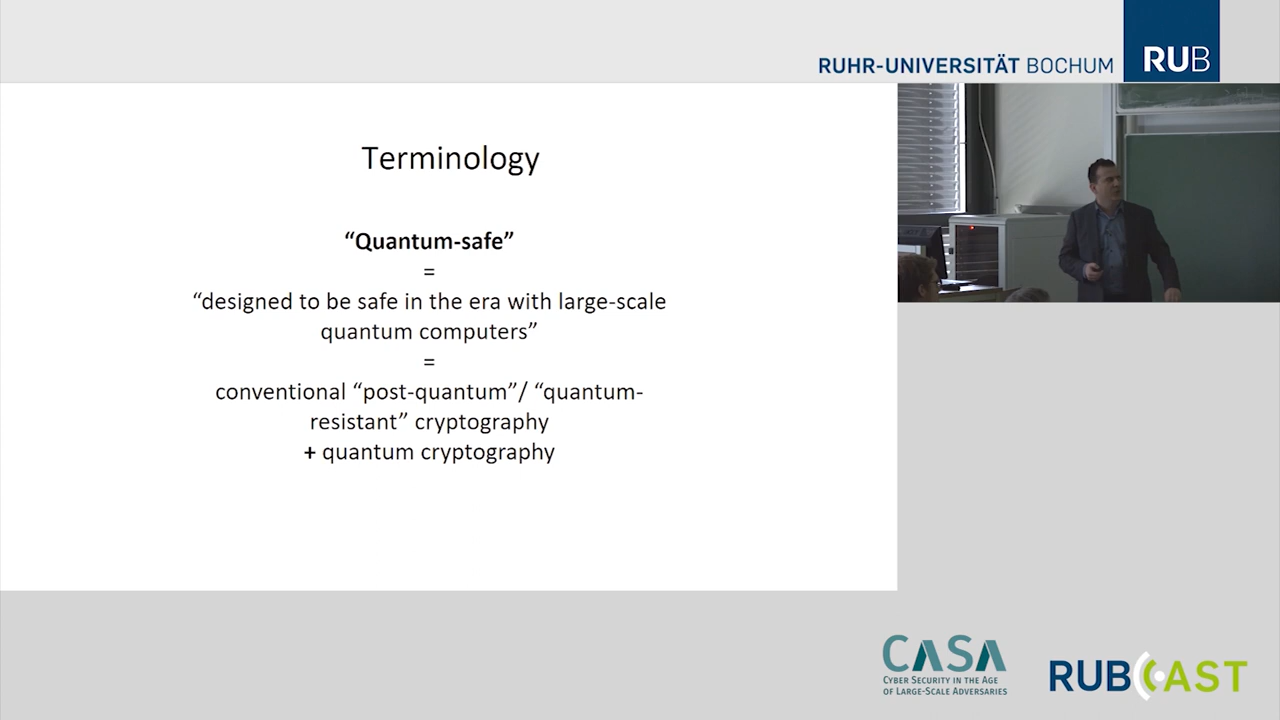 RUHR-UNIVERSITÄT BOCHUM
RUB
Terminology
“Quantum-safe”
=
“designed to be safe in the era with large-scale
quantum computers”
=
conventional “post-quantum”/ “quantum-
resistant” cryptography
+ quantum cryptography
CASA
CYBER SECURITY IN THE AGE
OF LARGE-SCALE ADVERSARIES
RUBCAST